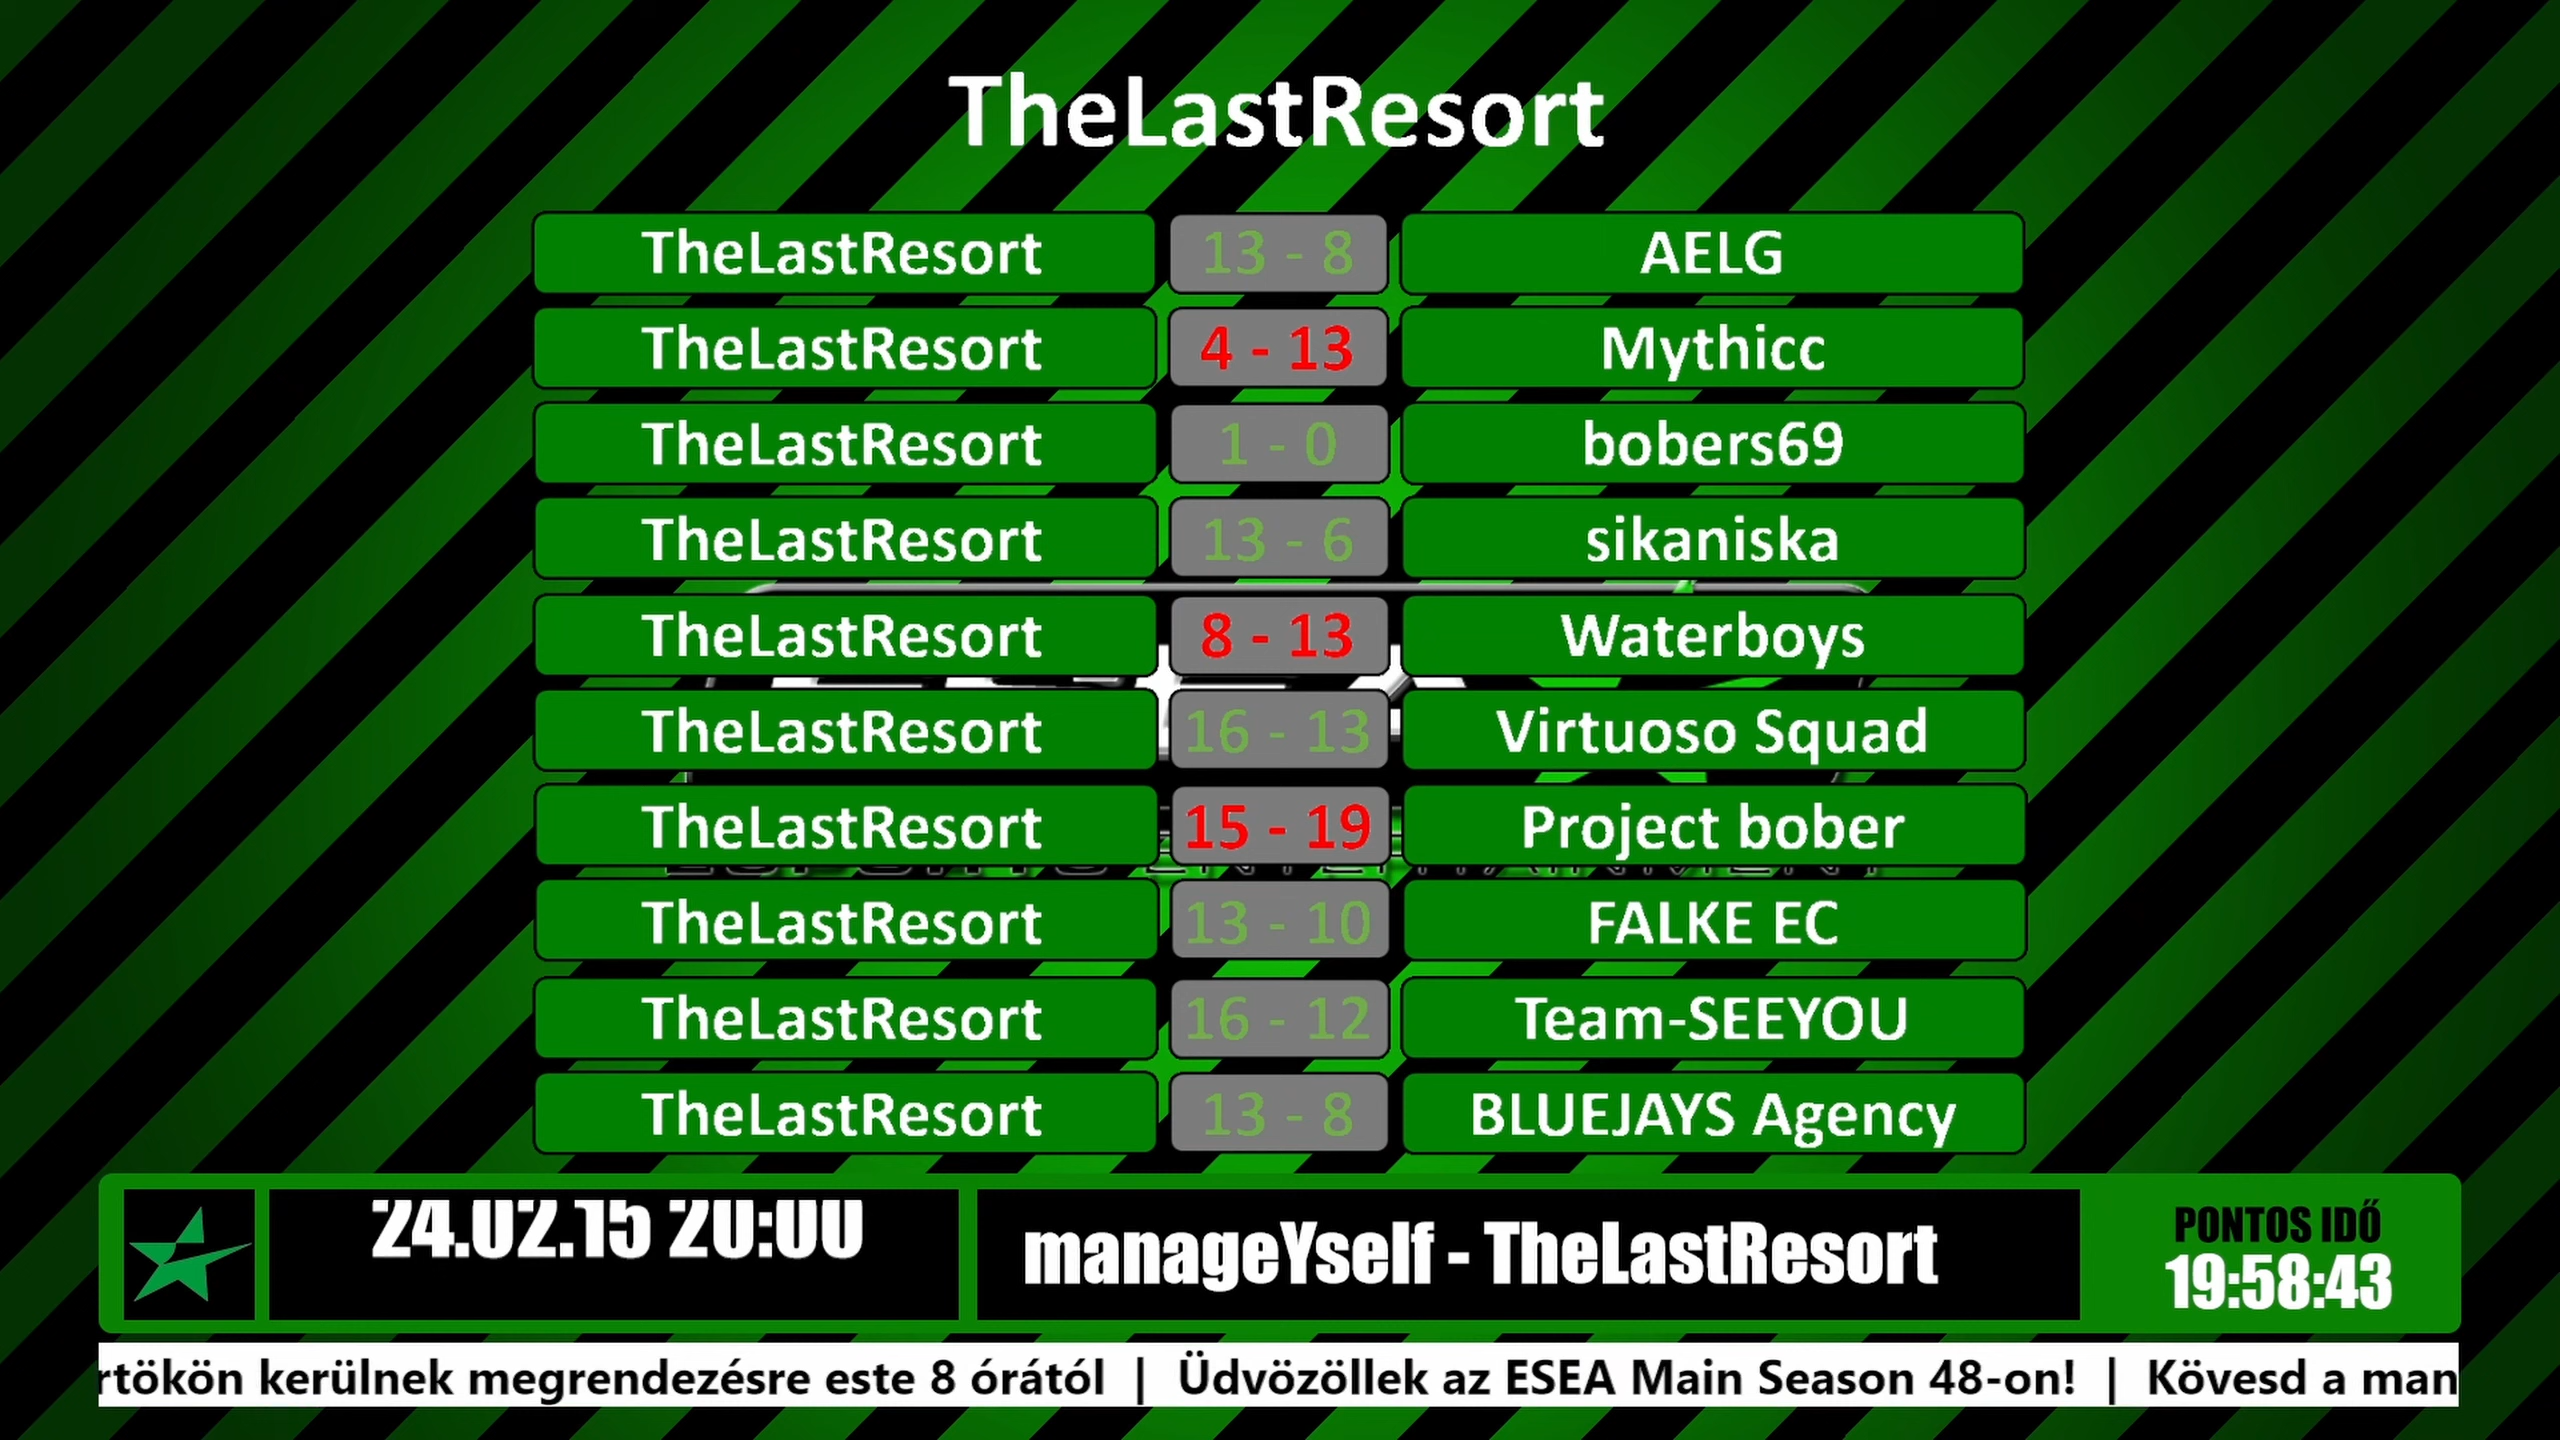 TheLastResort
TheLastResort 13 - 8 AELG
TheLastResort 4 - 13 Mythicc
TheLastResort 1 - 0 bobers69
TheLastResort 13 - 6 sikaniska
TheLastResort 8 - 13 Waterboys
TheLastResort 16 - 13 Virtuoso Squad
TheLastResort 15 - 19 Project bober
TheLastResort 13 - 10 FALKE EC
TheLastResort 16 - 12 Team-SEEYOU
TheLastResort 13 - 8 BLUEJAYS Agency
24.02.15 20:00
manageYself - TheLastResort
PONTOS IDŐ
19:58:43
rtökön kerülnek megrendezésre este 8 órától | Üdvözöllek az ESEA Main Season 48-on! | Kövesd a man